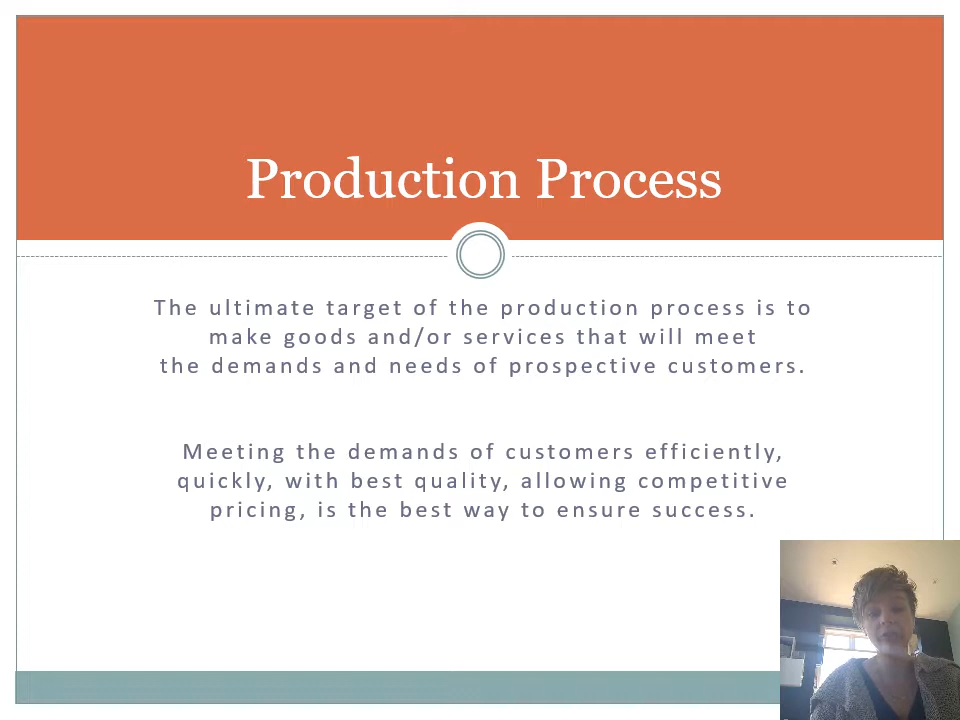 Production Process
The ultimate target of the production process is to
make goods and/or services that will meet
the demands and needs of prospective customers.
Meeting the demands of customers efficiently,
quickly, with best quality, allowing competitive
pricing, is the best way to ensure success.